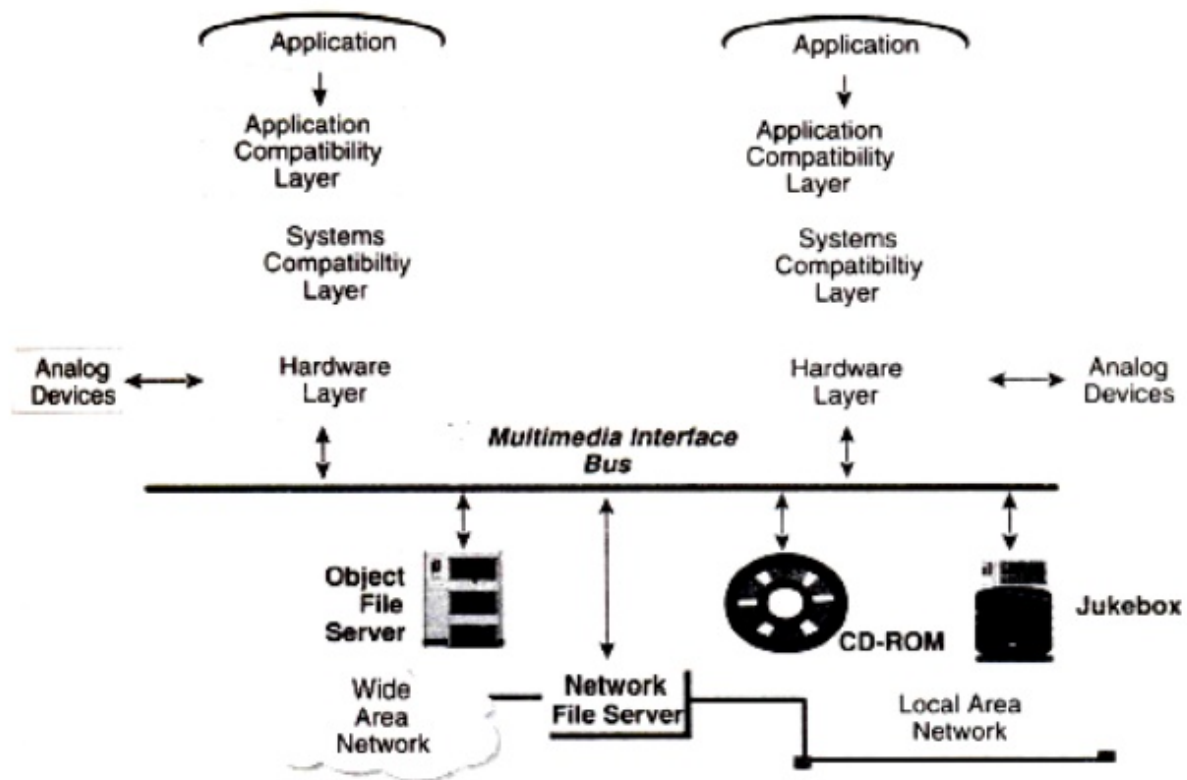 Application
Application
Application
Compatibility
Layer
Application
Compatibility
Layer
Systems
Compatibiltiy
Layer
Systems
Compatibiltiy
Layer
Analog
Devices
Hardware
Layer
Hardware
Layer
Analog
Devices
Multimedia Interface
Bus
Object
File
Server
CD-ROM
Jukebox
Wide
Area
Network
Network
File Server
Local Area
Network